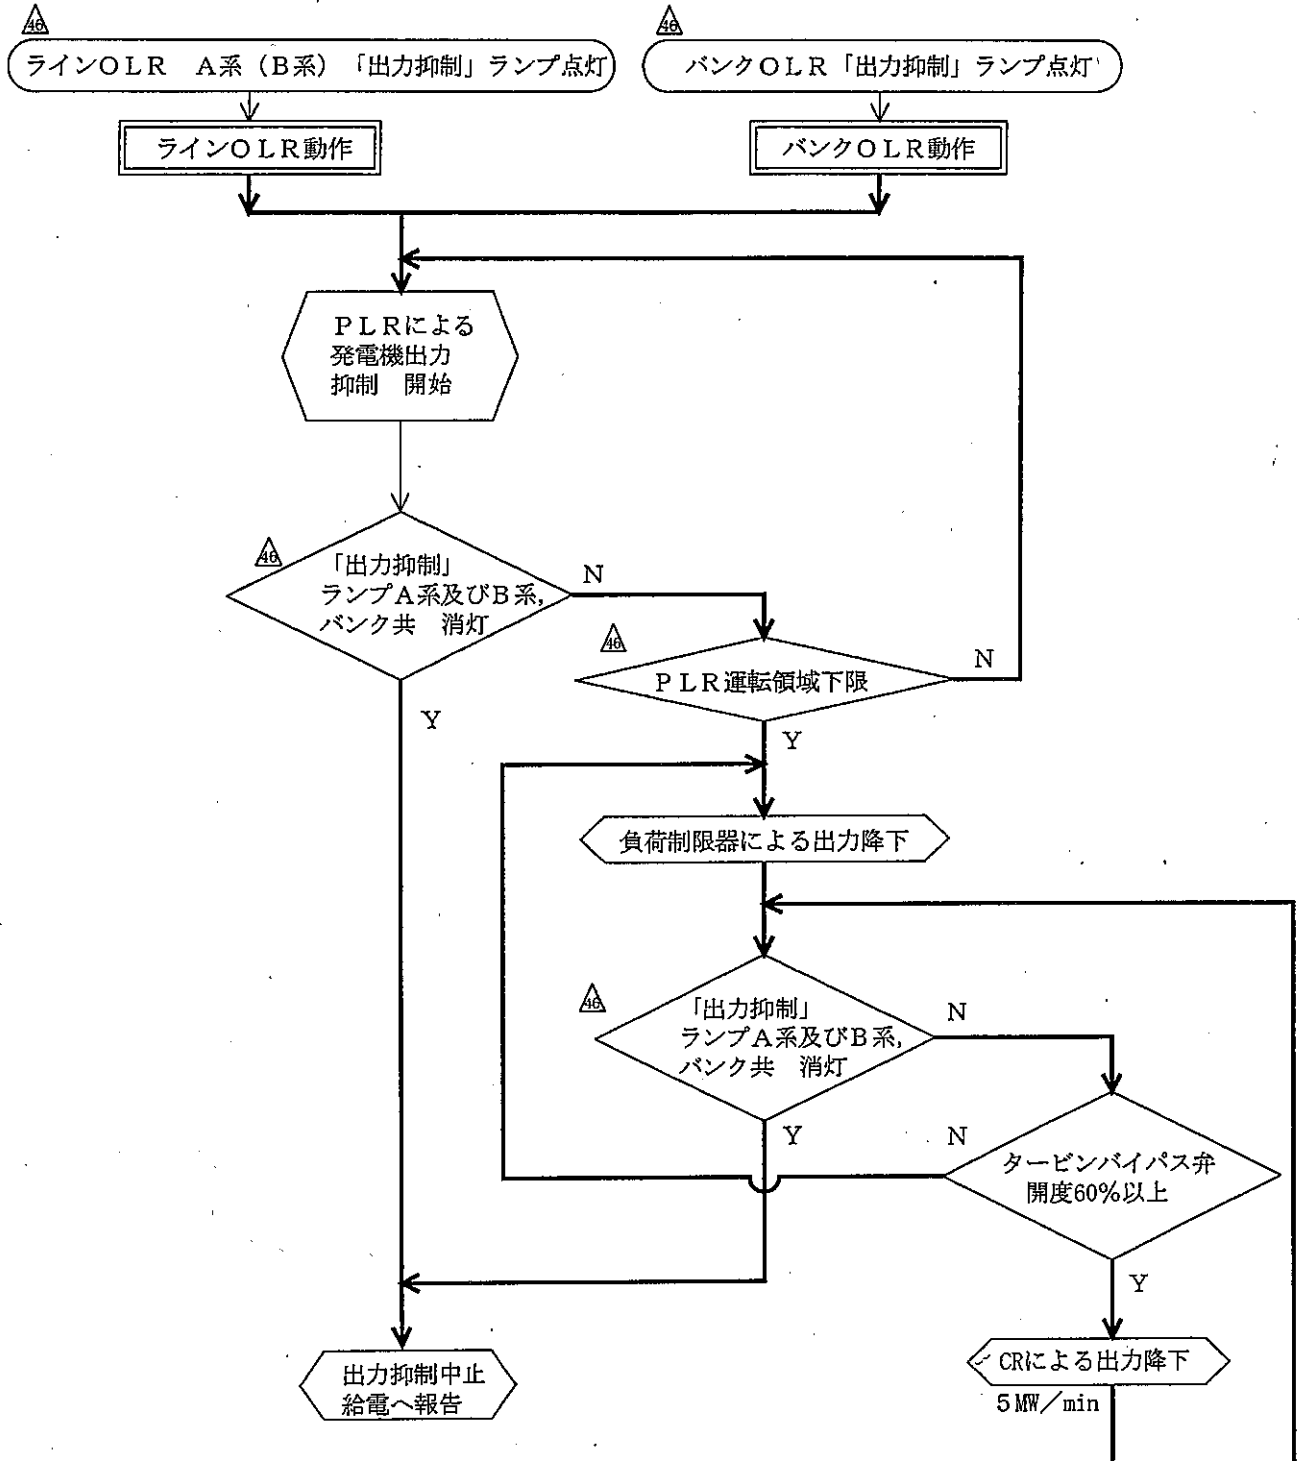 46
46
ラインOLR A系(B系)「出力抑制」ランプ点灯
バンクOLR「出力抑制」ランプ点灯
ラインOLR動作
バンクOLR動作
PLRによる
発電機出力
抑制 開始
46
「出力抑制」
ランプA系及びB系,
バンク共 消灯
N
46
PLR運転領域下限
N
Y
Y
負荷制限器による出力降下
46
「出力抑制」
ランプA系及びB系,
バンク共 消灯
N
Y
N
タービンバイパス弁
開度60%以上
Y
出力抑制中止
給電へ報告
CRによる出力降下
5MW/min